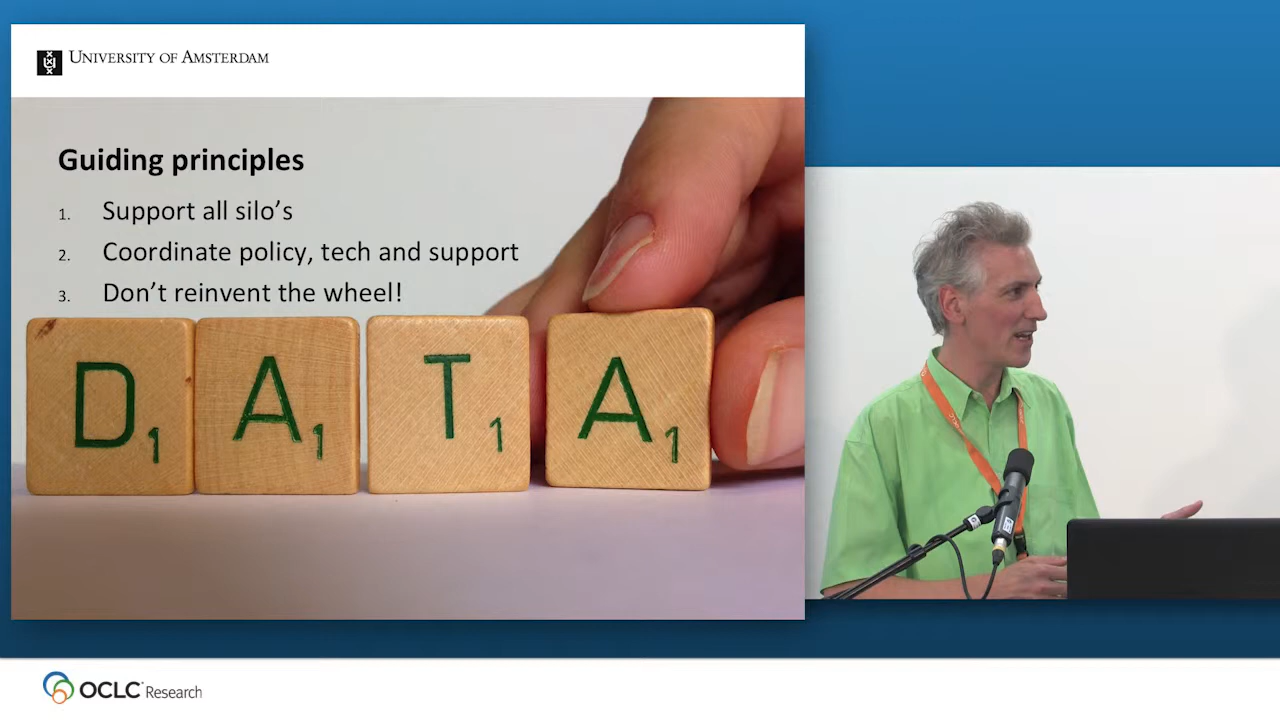 UNIVERSITY OF AMSTERDAM
Guiding principles
1. Support all silo’s
2. Coordinate policy, tech and support
3. Don’t reinvent the wheel!
D1 A1 T1 A1
OCLC Research